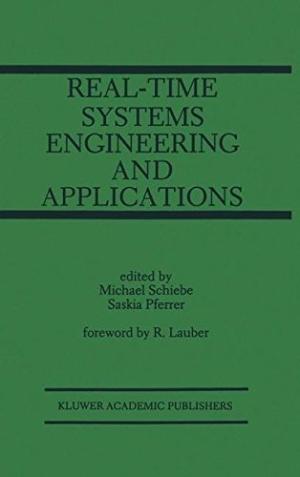 REAL-TIME
SYSTEMS
ENGINEERING
AND
APPLICATIONS
edited by
Michael Schiebe
Saskia Pferrer
foreword by R. Lauber
KLUWER ACADEMIC PUBLISHERS